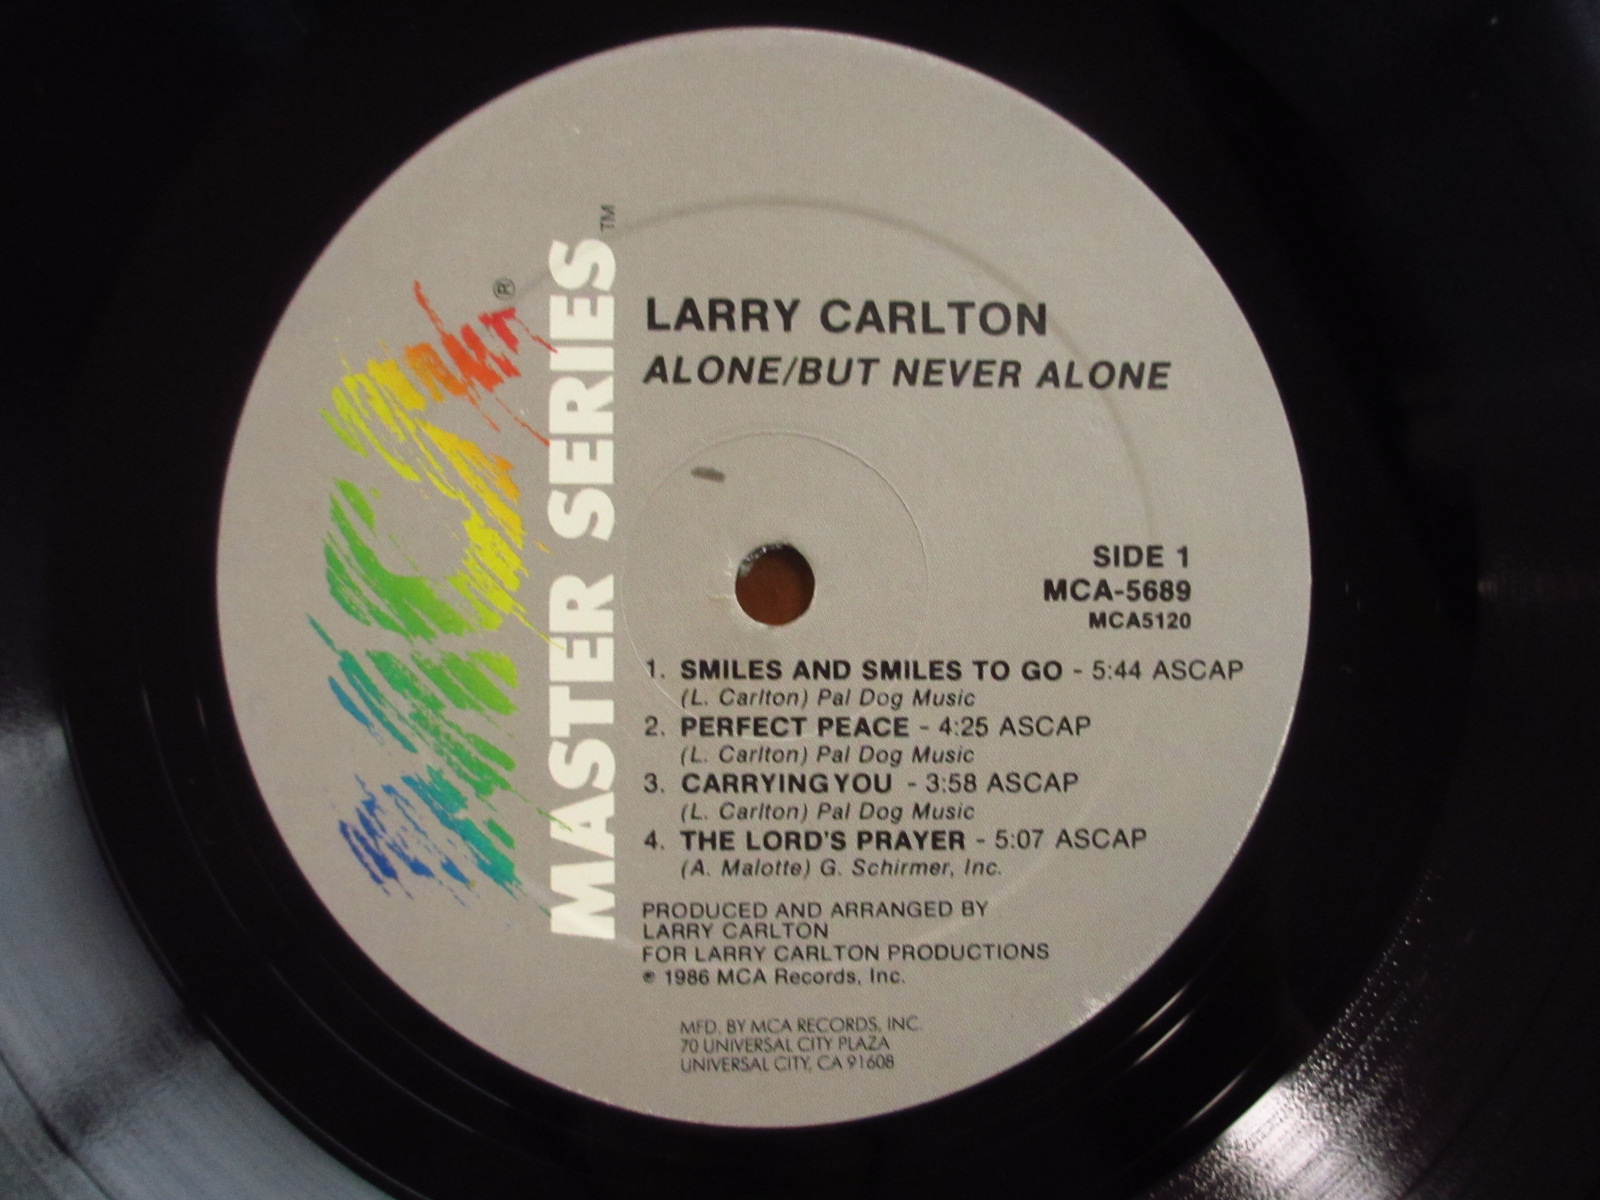 MCA®
MASTER SERIES™
LARRY CARLTON
ALONE/BUT NEVER ALONE
SIDE 1
MCA-5689
MCA5120
1. SMILES AND SMILES TO GO - 5:44 ASCAP
(L. Carlton) Pal Dog Music
2. PERFECT PEACE - 4:25 ASCAP
(L. Carlton) Pal Dog Music
3. CARRYING YOU - 3:58 ASCAP
(L. Carlton) Pal Dog Music
4. THE LORD'S PRAYER - 5:07 ASCAP
(A. Malotte) G. Schirmer, Inc.
PRODUCED AND ARRANGED BY
LARRY CARLTON
FOR LARRY CARLTON PRODUCTIONS
℗ 1986 MCA Records, Inc.
MFD. BY MCA RECORDS, INC.
70 UNIVERSAL CITY PLAZA
UNIVERSAL CITY, CA 91608